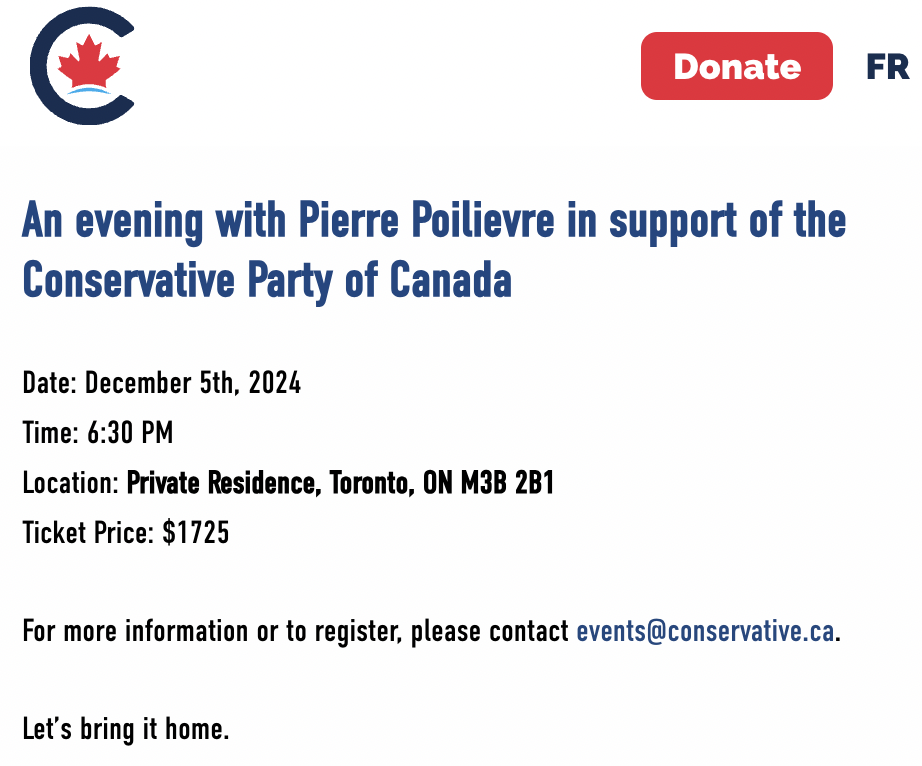 Donate FR
An evening with Pierre Poilievre in support of the
Conservative Party of Canada
Date: December 5th, 2024
Time: 6:30 PM
Location: Private Residence, Toronto, ON M3B 2B1
Ticket Price: $1725
For more information or to register, please contact events@conservative.ca.
Let’s bring it home.